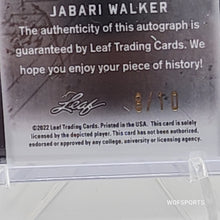 JABARI WALKER
The authenticity of this autograph is
guaranteed by Leaf Trading Cards. We
hope you enjoy your piece of history!
Leaf
©2022 Leaf Trading Cards. Printed in the USA. This card is solely
licensed by the depicted player. This card has not been authorized,
endorsed or approved by any college, university or licensing agency.
WOFSPORTS